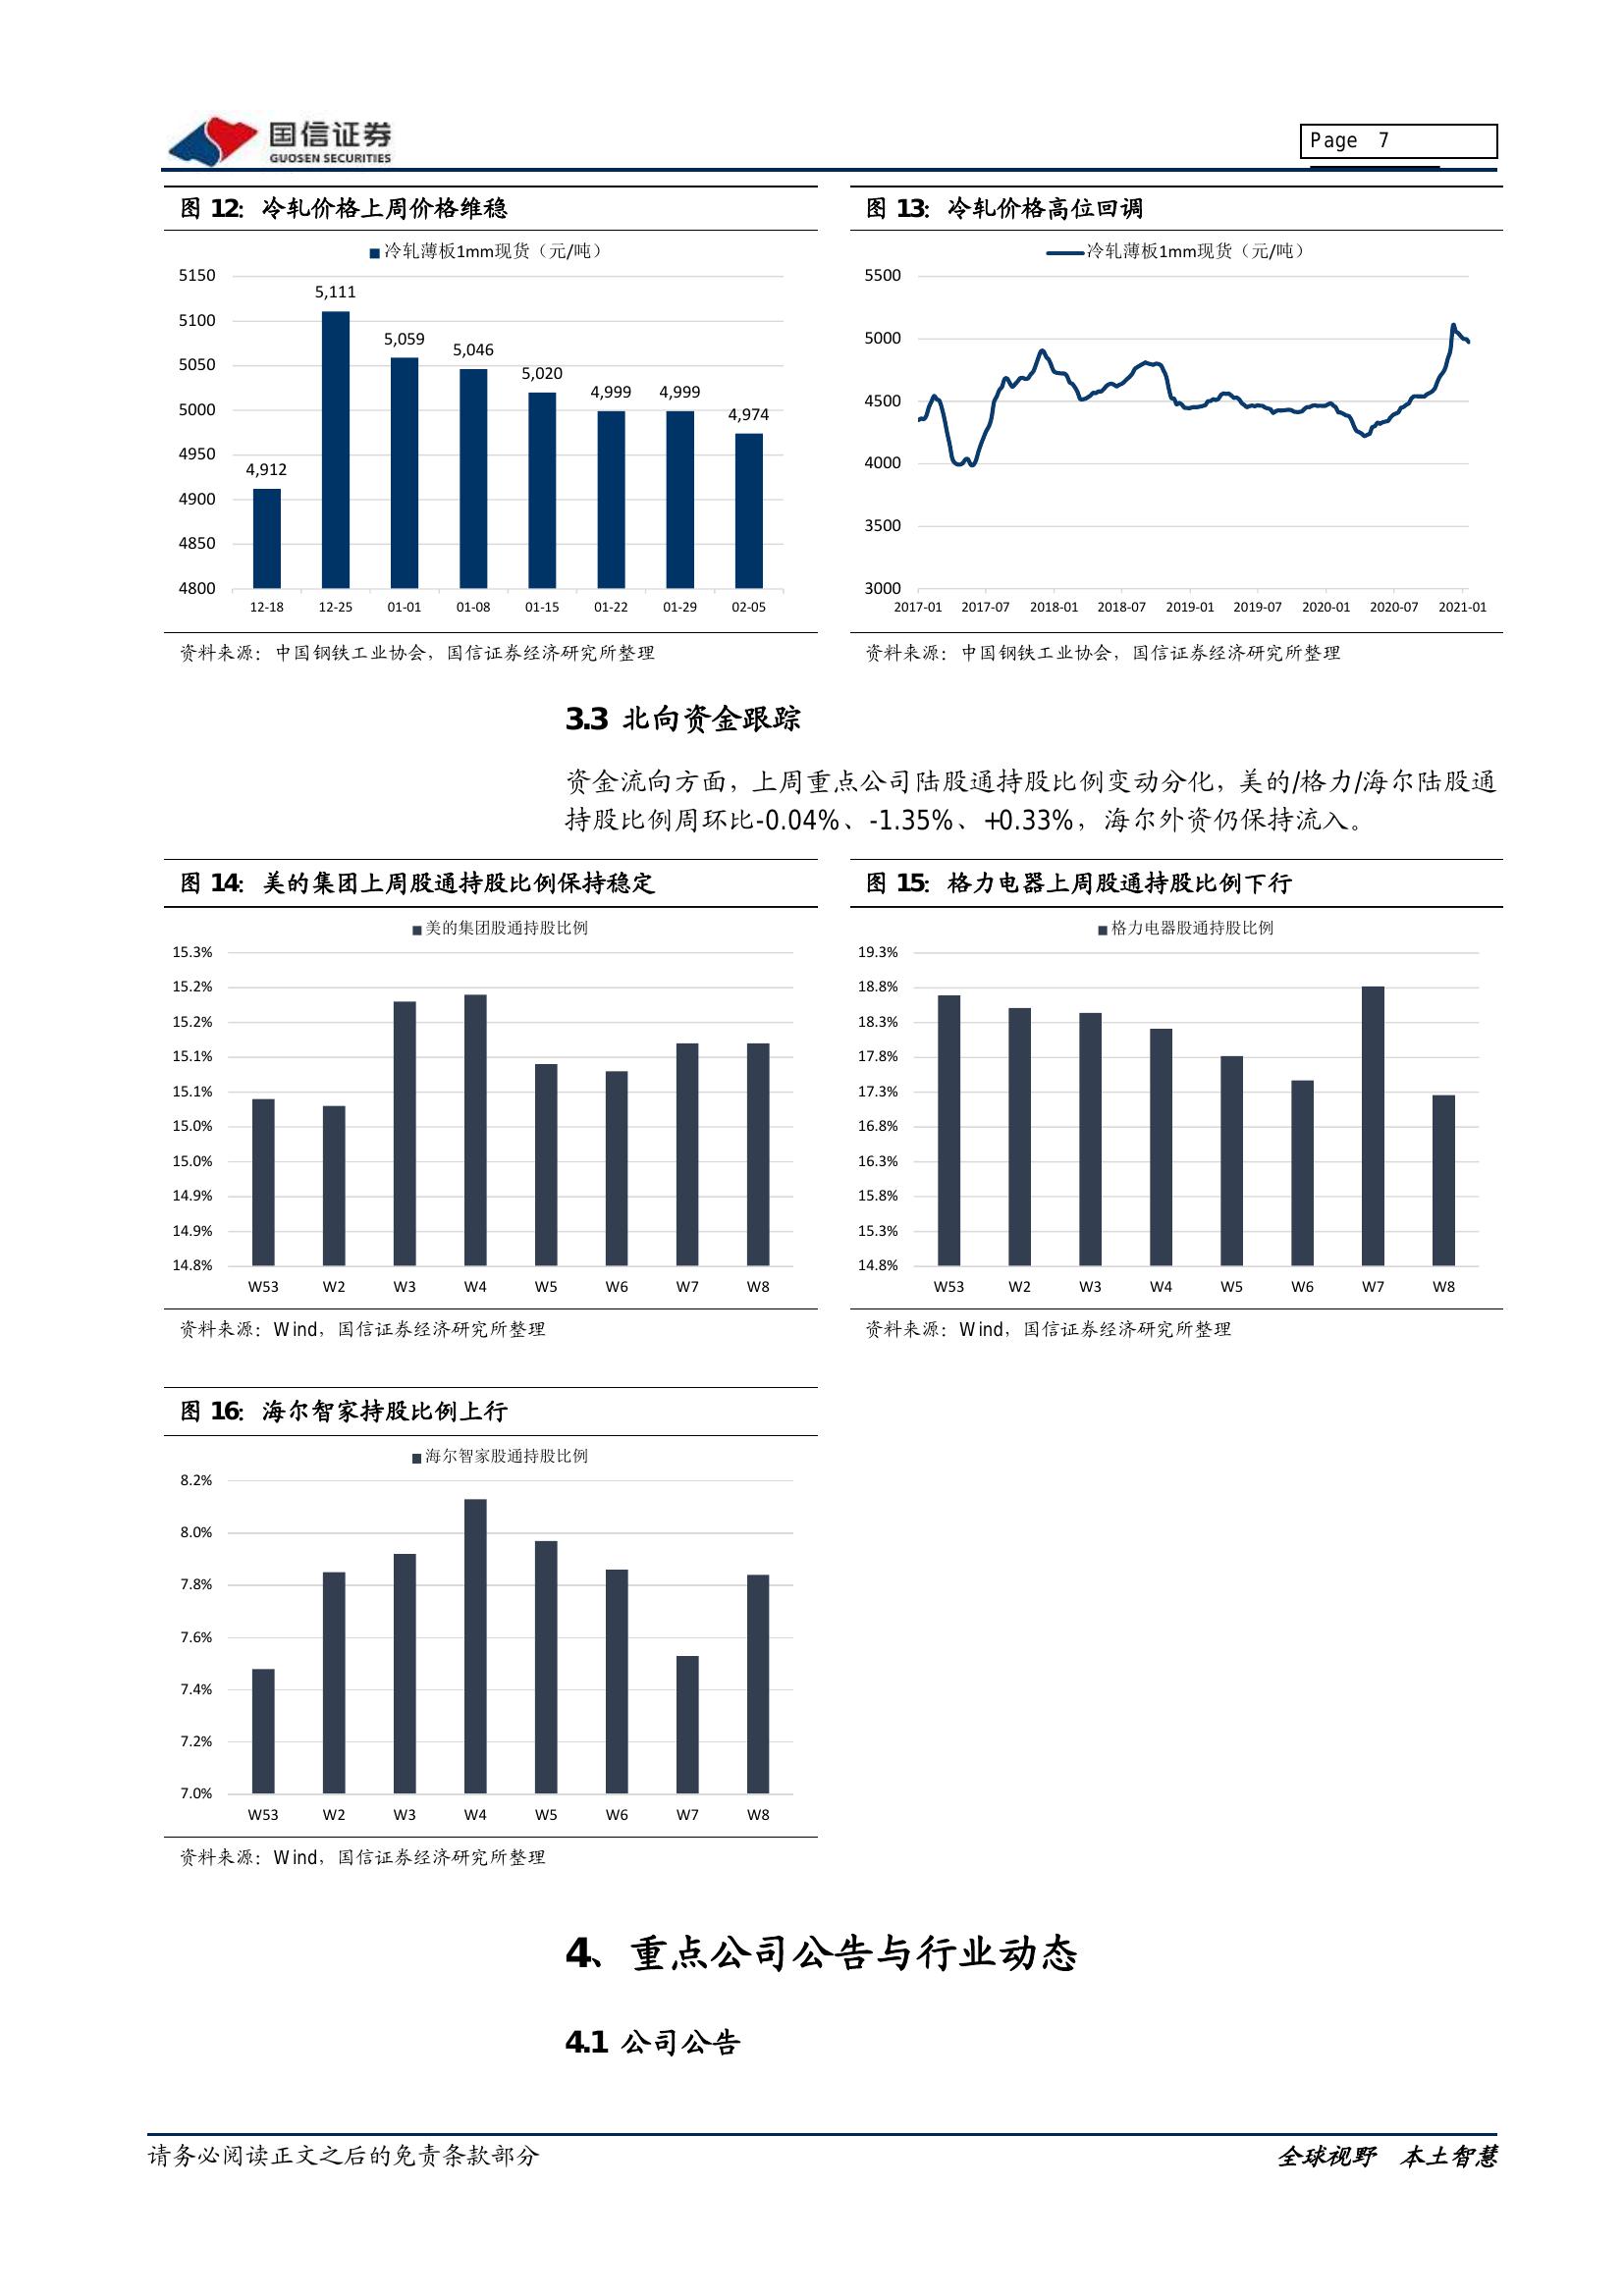 国信证券
GUOSEN SECURITIES
Page 7
图 12：冷轧价格上周价格维稳
冷轧薄板1mm现货（元/吨）
5150
5100
5050
5000
4950
4900
4850
4800
4,912
5,111
5,059
5,046
5,020
4,999
4,999
4,974
12-18 12-25 01-01 01-08 01-15 01-22 01-29 02-05
资料来源：中国钢铁工业协会，国信证券经济研究所整理
图 13：冷轧价格高位回调
冷轧薄板1mm现货（元/吨）
5500
5000
4500
4000
3500
3000
2017-01 2017-07 2018-01 2018-07 2019-01 2019-07 2020-01 2020-07 2021-01
资料来源：中国钢铁工业协会，国信证券经济研究所整理
3.3 北向资金跟踪
资金流向方面，上周重点公司陆股通持股比例变动分化，美的/格力/海尔陆股通
持股比例周环比-0.04%、-1.35%、+0.33%，海尔外资仍保持流入。
图 14：美的集团上周股通持股比例保持稳定
美的集团股通持股比例
15.3%
15.2%
15.2%
15.1%
15.1%
15.0%
15.0%
14.9%
14.9%
14.8%
W53 W2 W3 W4 W5 W6 W7 W8
资料来源：Wind，国信证券经济研究所整理
图 15：格力电器上周股通持股比例下行
格力电器股通持股比例
19.3%
18.8%
18.3%
17.8%
17.3%
16.8%
16.3%
15.8%
15.3%
14.8%
W53 W2 W3 W4 W5 W6 W7 W8
资料来源：Wind，国信证券经济研究所整理
图 16：海尔智家持股比例上行
海尔智家股通持股比例
8.2%
8.0%
7.8%
7.6%
7.4%
7.2%
7.0%
W53 W2 W3 W4 W5 W6 W7 W8
资料来源：Wind，国信证券经济研究所整理
4、重点公司公告与行业动态
4.1 公司公告
请务必阅读正文之后的免责条款部分
全球视野 本土智慧